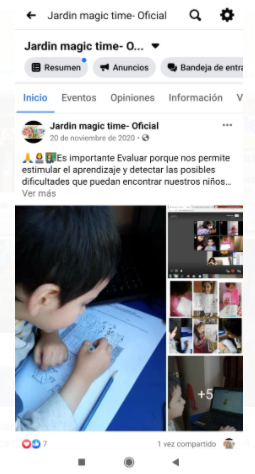 Jardin magic time- Oficial
Jardin magic time- O...
Resumen
Anuncios
Bandeja de entra
Inicio Eventos Opiniones Información V
Jardin magic time- Oficial
20 de noviembre de 2020 ·
🙏👩‍🏫Es importante Evaluar porque nos permite
estimular el aprendizaje y detectar las posibles
dificultades que puedan encontrar nuestros niños...
Ver más
+5
7
1 vez compartido